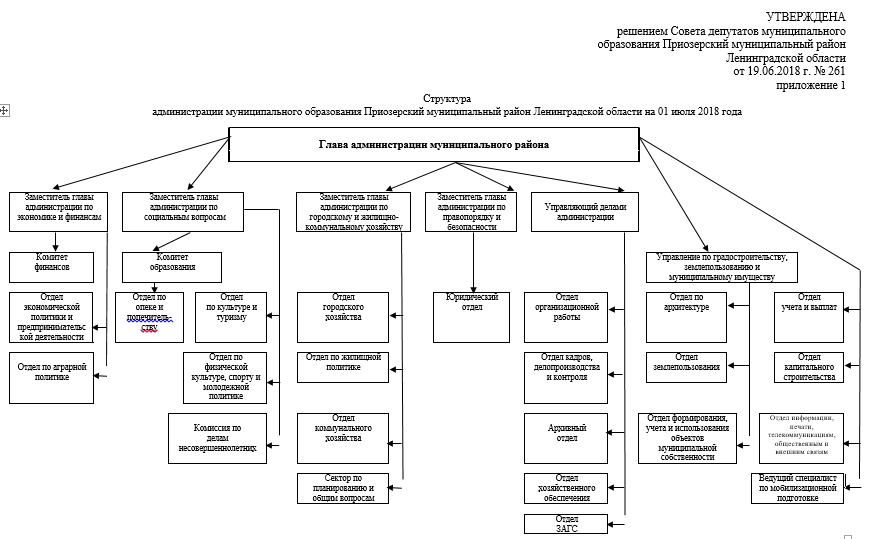 УТВЕРЖДЕНА
решением Совета депутатов муниципального
образования Приозерский муниципальный район
Ленинградской области
от 19.06.2018 г. № 261
приложение 1
Структура
администрации муниципального образования Приозерский муниципальный район Ленинградской области на 01 июля 2018 года
Глава администрации муниципального района
Заместитель главы
администрации по
экономике и финансам
Заместитель главы
администрации по
социальным вопросам
Заместитель главы
администрации по
городскому и жилищно-
коммунальному хозяйству
Заместитель главы
администрации по
правопорядку и
безопасности
Управляющий делами
администрации
Комитет
финансов
Комитет
образования
Управление по градостроительству,
землепользованию и
муниципальному имуществу
Отдел
экономической
политики и
предпринимательс
кой деятельности
Отдел по
опеке и
попечитель-
ству
Отдел
по культуре и
туризму
Отдел
городского
хозяйства
Юридический
отдел
Отдел
организационной
работы
Отдел по
архитектуре
Отдел
учета и выплат
Отдел по аграрной
политике
Отдел по
физической
культуре, спорту и
молодежной
политике
Отдел по жилищной
политике
Отдел кадров,
делопроизводства
и контроля
Отдел
землепользования
Отдел
капитального
строительства
Комиссия по
делам
несовершеннолетних
Отдел
коммунального
хозяйства
Архивный
отдел
Отдел формирования,
учета и использования
объектов
муниципальной
собственности
Отдел информации,
печати,
телекоммуникациям,
общественным и
внешним связям
Сектор по
планированию и
общим вопросам
Отдел
хозяйственного
обеспечения
Ведущий специалист
по мобилизационной
подготовке
Отдел
ЗАГС